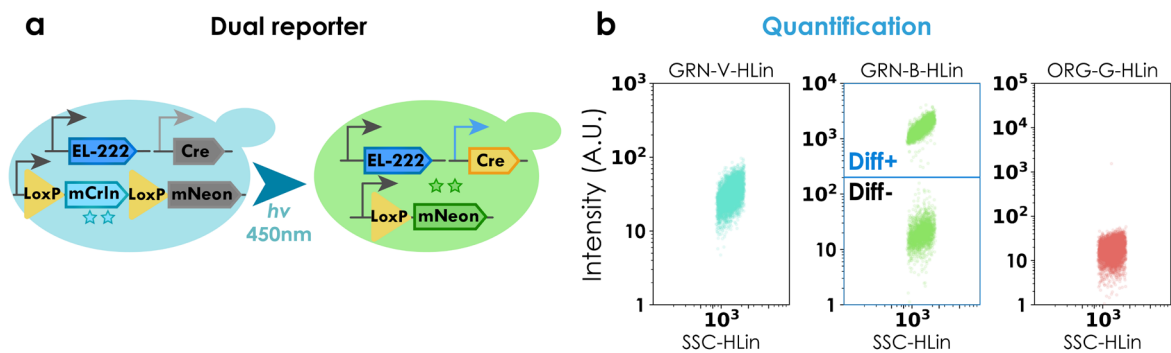 a
Dual reporter
EL-222
Cre
LoxP
mCrln
LoxP
mNeon
hv
450nm
EL-222
Cre
LoxP
mNeon
b
Quantification
Intensity (A.U.)
GRN-V-HLin
10³
10²
10
1
10³
SSC-HLin
GRN-B-HLin
10⁴
10³
10²
10
1
Diff+
Diff-
10³
SSC-HLin
ORG-G-HLin
10⁵
10⁴
10³
10²
10
1
10³
SSC-HLin